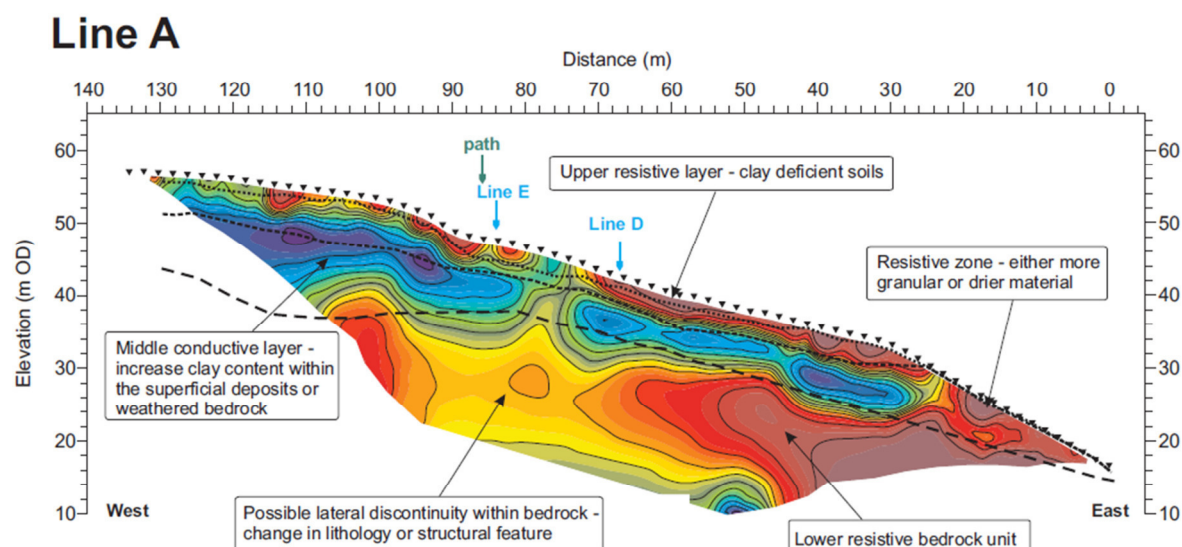 Line A
Distance (m)
140 130 120 110 100 90 80 70 60 50 40 30 20 10 0
Elevation (m OD)
60
50
40
30
20
10
60
50
40
30
20
10
path
Line E
Line D
Upper resistive layer - clay deficient soils
Resistive zone - either more
granular or drier material
Middle conductive layer -
increase clay content within
the superficial deposits or
weathered bedrock
Possible lateral discontinuity within bedrock -
change in lithology or structural feature
Lower resistive bedrock unit
West
East